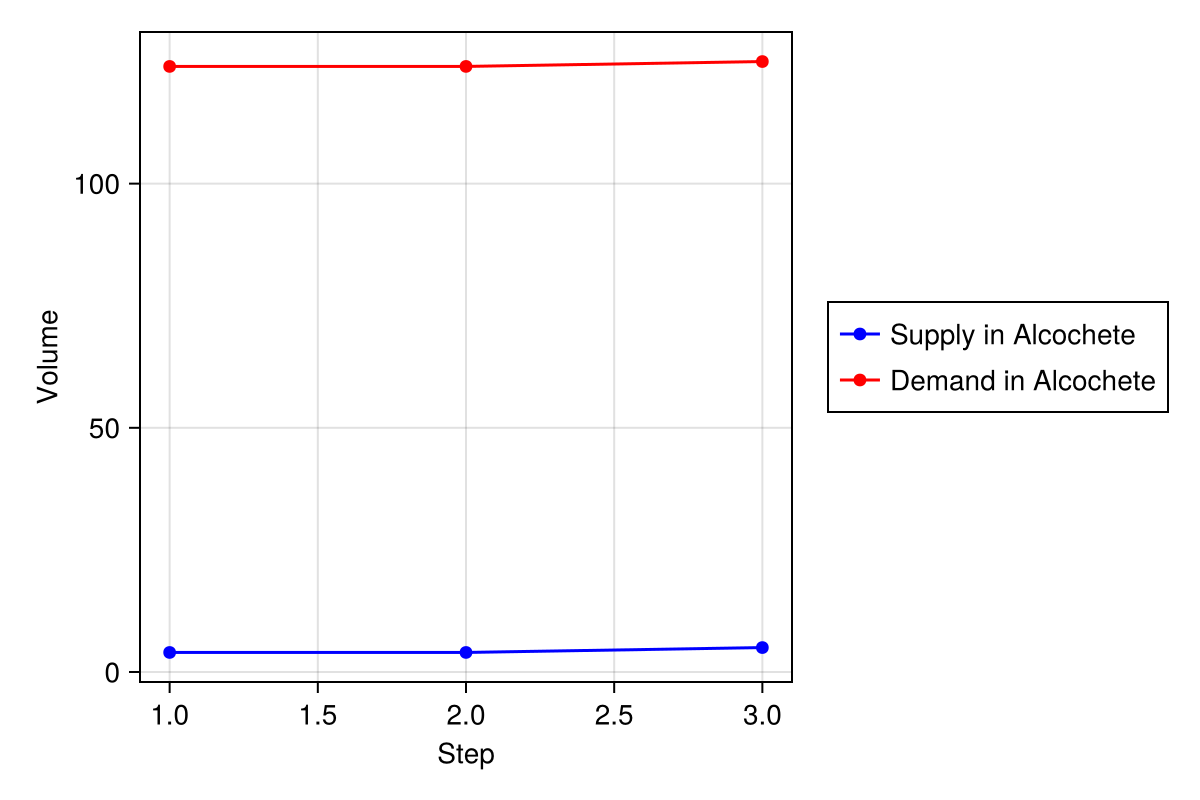 100
50
0
Volume
1.0 1.5 2.0 2.5 3.0
Step
Supply in Alcochete
Demand in Alcochete